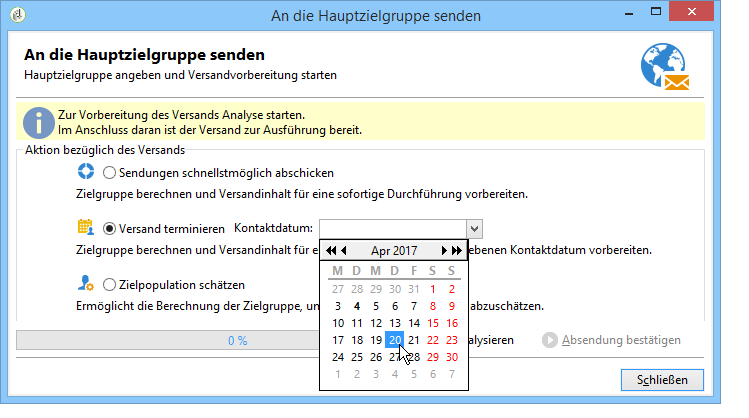 An die Hauptzielgruppe senden
An die Hauptzielgruppe senden
Hauptzielgruppe angeben und Versandvorbereitung starten
Zur Vorbereitung des Versands Analyse starten.
Im Anschluss daran ist der Versand zur Ausführung bereit.
Aktion bezüglich des Versands
Sendungen schnellstmöglich abschicken
Zielgruppe berechnen und Versandinhalt für eine sofortige Durchführung vorbereiten.
Versand terminieren Kontaktdatum:
Zielgruppe berechnen und Versandinhalt für e ebenen Kontaktdatum vorbereiten.
Apr 2017
M D M D F S S
27 28 29 30 31 1 2
3 4 5 6 7 8 9
10 11 12 13 14 15 16
17 18 19 20 21 22 23
24 25 26 27 28 29 30
1 2 3 4 5 6 7
Zielpopulation schätzen
Ermöglicht die Berechnung der Zielgruppe, un abzuschätzen.
0 % alysieren Absendung bestätigen
Schließen